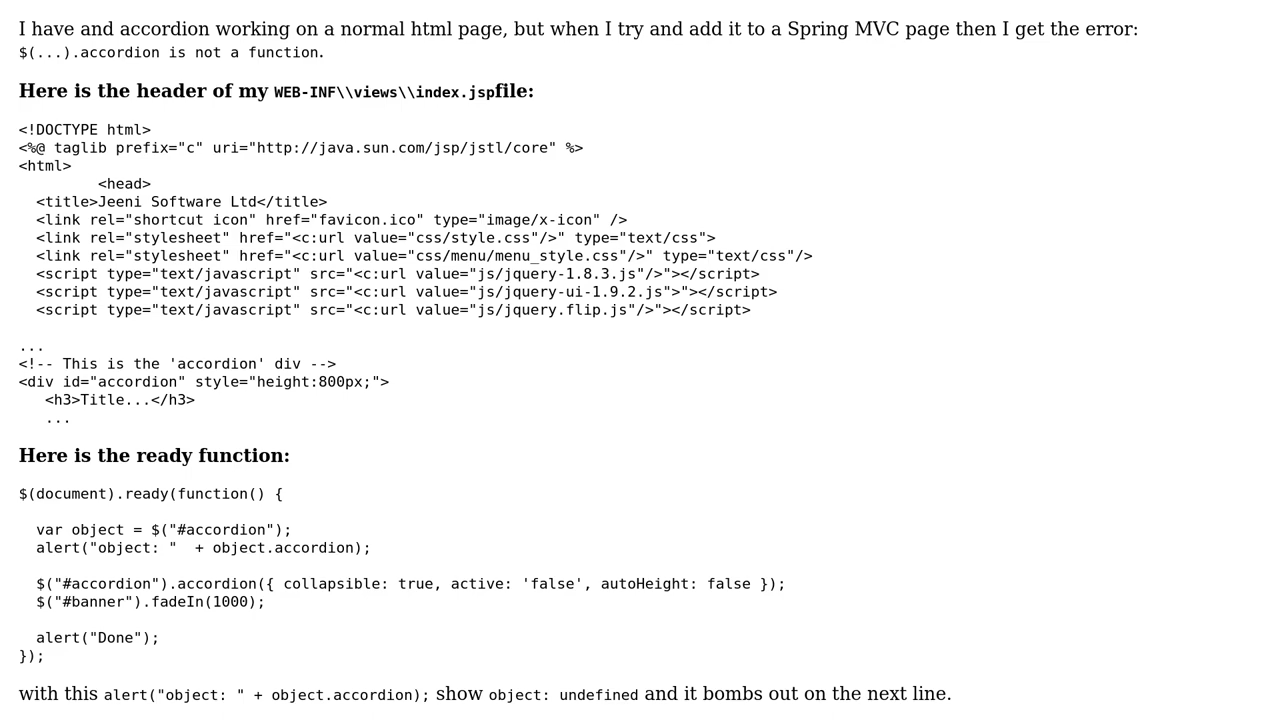 I have and accordion working on a normal html page, but when I try and add it to a Spring MVC page then I get the error:
$(...).accordion is not a function.
Here is the header of my WEB-INF\\views\\index.jspfile:
<!DOCTYPE html>
<%@ taglib prefix="c" uri="http://java.sun.com/jsp/jstl/core" %>
<html>
         <head>
  <title>Jeeni Software Ltd</title>
  <link rel="shortcut icon" href="favicon.ico" type="image/x-icon" />
  <link rel="stylesheet" href="<c:url value="css/style.css"/>" type="text/css">
  <link rel="stylesheet" href="<c:url value="css/menu/menu_style.css"/>" type="text/css"/>
  <script type="text/javascript" src="<c:url value="js/jquery-1.8.3.js"/>"></script>
  <script type="text/javascript" src="<c:url value="js/jquery-ui-1.9.2.js">"></script>
  <script type="text/javascript" src="<c:url value="js/jquery.flip.js"/>"></script>
...
<!-- This is the 'accordion' div -->
<div id="accordion" style="height:800px;">
   <h3>Title...</h3>
   ...
Here is the ready function:
$(document).ready(function() {
  var object = $("#accordion");
  alert("object: "  + object.accordion);
  $("#accordion").accordion({ collapsible: true, active: 'false', autoHeight: false });
  $("#banner").fadeIn(1000);
  alert("Done");
});
with this alert("object: " + object.accordion); show object: undefined and it bombs out on the next line.